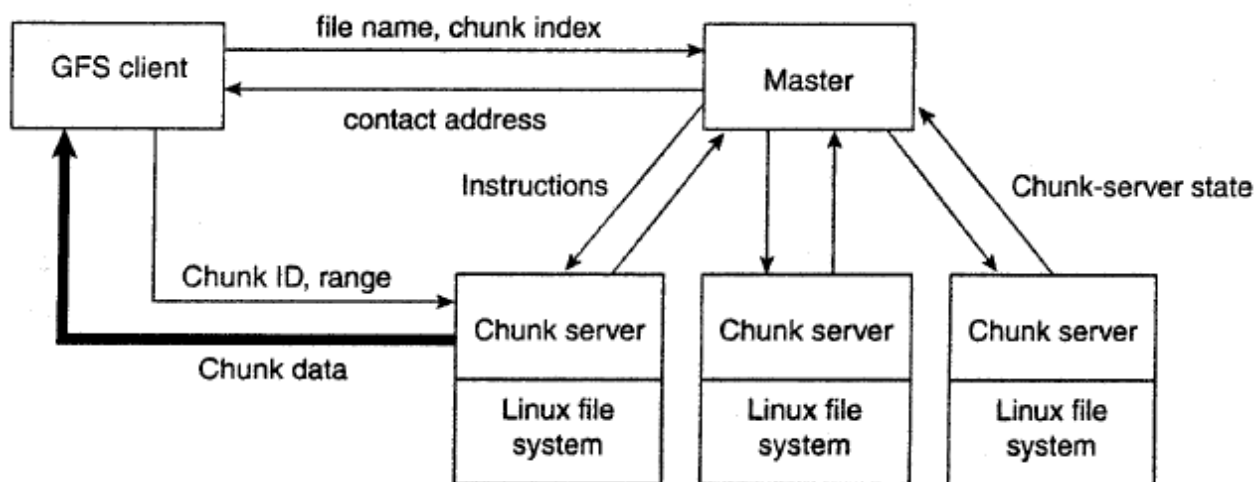 file name, chunk index
GFS client
Master
contact address
Instructions
Chunk-server state
Chunk ID, range
Chunk server
Chunk server
Chunk server
Chunk data
Linux file
system
Linux file
system
Linux file
system